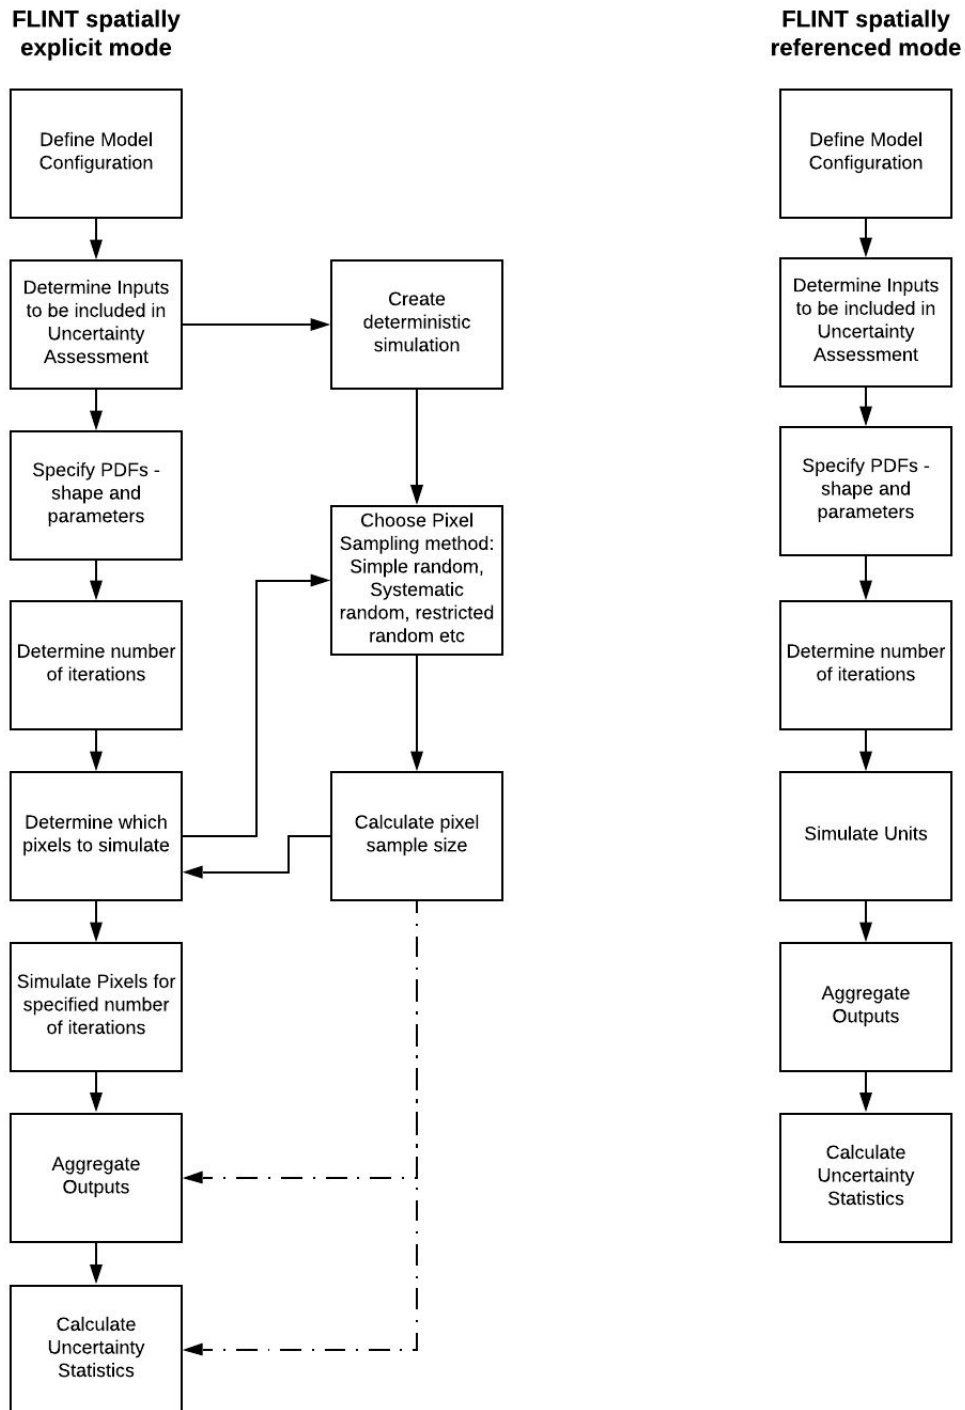 FLINT spatially
explicit mode
Define Model
Configuration
Determine Inputs
to be included in
Uncertainty
Assessment
Specify PDFs -
shape and
parameters
Determine number
of iterations
Determine which
pixels to simulate
Simulate Pixels for
specified number
of iterations
Aggregate
Outputs
Calculate
Uncertainty
Statistics
Create
deterministic
simulation
Choose Pixel
Sampling method:
Simple random,
Systematic
random, restricted
random etc
Calculate pixel
sample size
FLINT spatially
referenced mode
Define Model
Configuration
Determine Inputs
to be included in
Uncertainty
Assessment
Specify PDFs -
shape and
parameters
Determine number
of iterations
Simulate Units
Aggregate
Outputs
Calculate
Uncertainty
Statistics